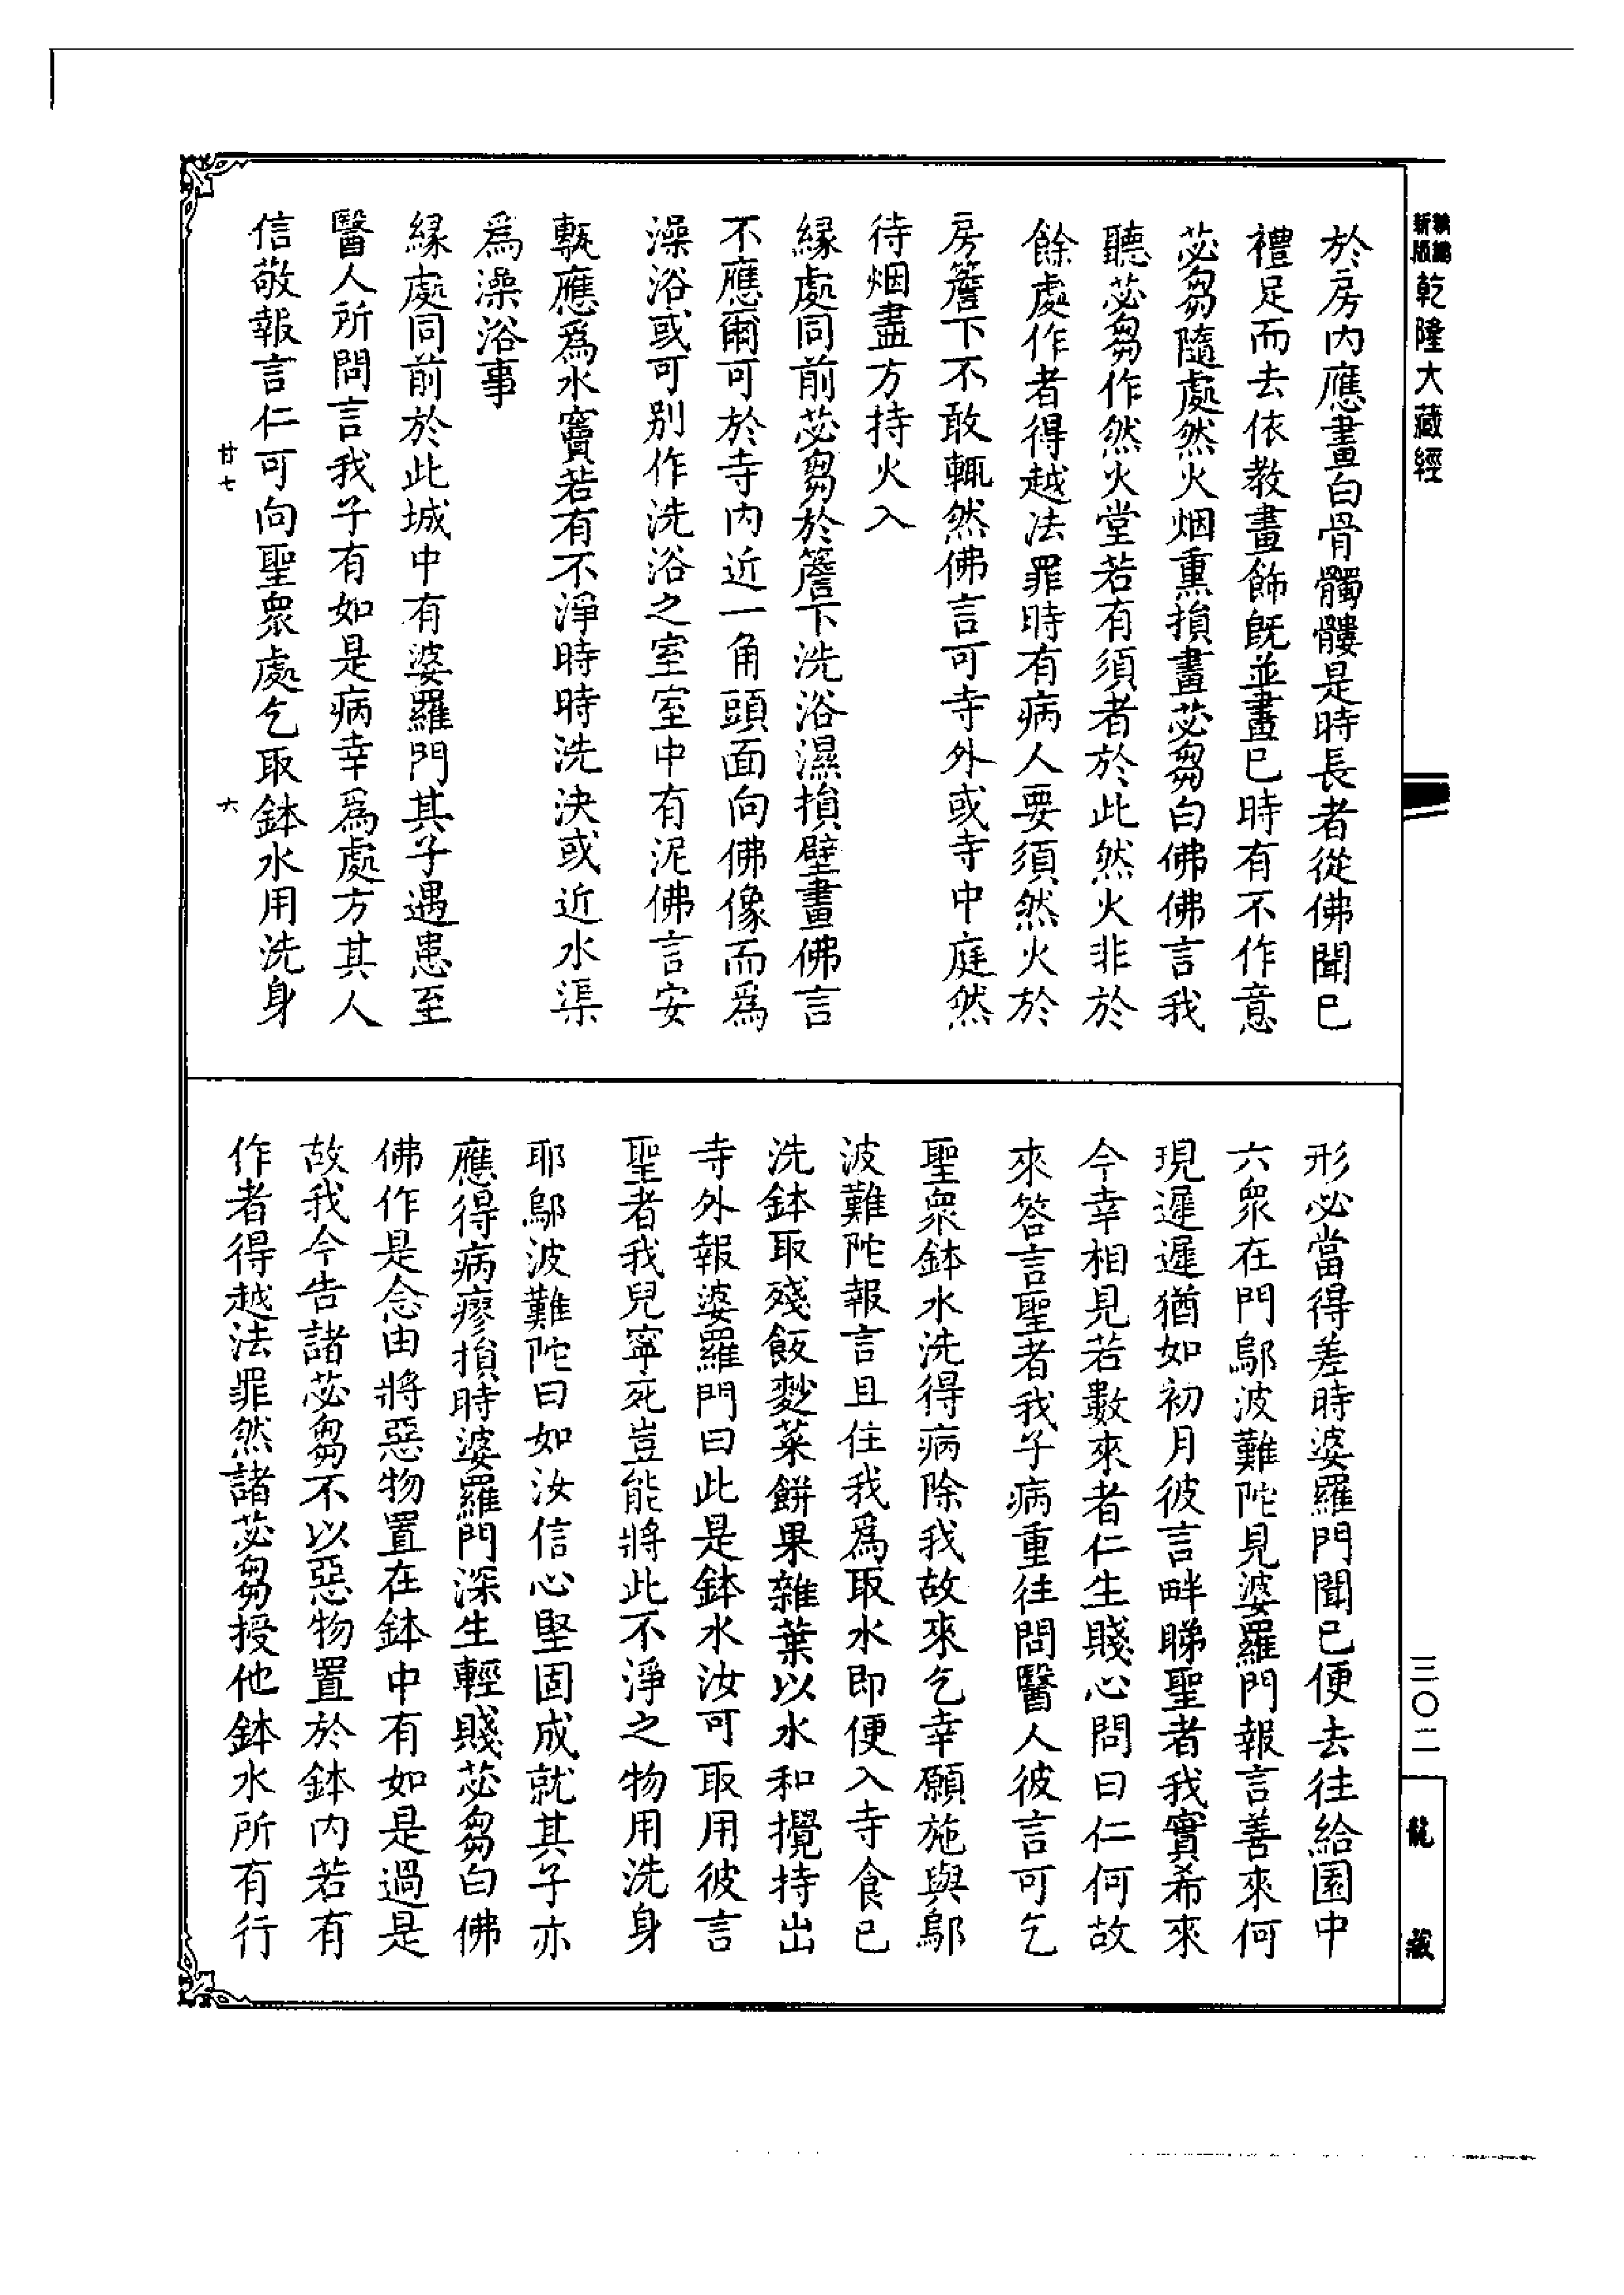 新編
新版
乾隆大藏經
於房内應畫白骨髑髏是時長者從佛聞已
禮足而去依教畫飾既並畫已時有不作意
苾芻隨處然火烟熏損畫苾芻白佛佛言我
聽苾芻作然火堂若有須者於此然火非於
餘處作者得越法罪時有病人要須然火於
房簷下不敢輒然佛言可寺外或寺中庭然
待烟盡方持火入
緣處同前苾芻於簷下洗浴濕損壁畫佛言
不應爾可於寺内近一角頭面向佛像而爲
澡浴或可别作洗浴之室室中有泥佛言安
甎應爲水竇若有不淨時時洗決或近水渠
爲澡浴事
緣處同前於此城中有婆羅門其子遇患至
醫人所問言我子有如是病幸爲處方其人
信敬報言仁可向聖衆處乞取鉢水用洗身
廿七
六
形必當得差時婆羅門聞已便去往給園中
六衆在門鄔波難陀見婆羅門報言善來何
現遲遲猶如初月彼言畔睇聖者我實希來
今幸相見若數來者仁生賤心問曰仁何故
來答言聖者我子病重往問醫人彼言可乞
聖衆鉢水洗得病除我故來乞幸願施與鄔
波難陀報言且住我爲取水即便入寺食已
洗鉢取殘飯麨菜餅果雜葉以水和攪持出
寺外報婆羅門曰此是鉢水汝可取用彼言
聖者我兒寧死豈能將此不淨之物用洗身
耶鄔波難陀曰如汝信心堅固成就其子亦
應得病瘳損時婆羅門深生輕賤苾芻白佛
佛作是念由將惡物置在鉢中有如是過是
故我今告諸苾芻不以惡物置於鉢内若有
作者得越法罪然諸苾芻授他鉢水所有行
三〇二
龍藏